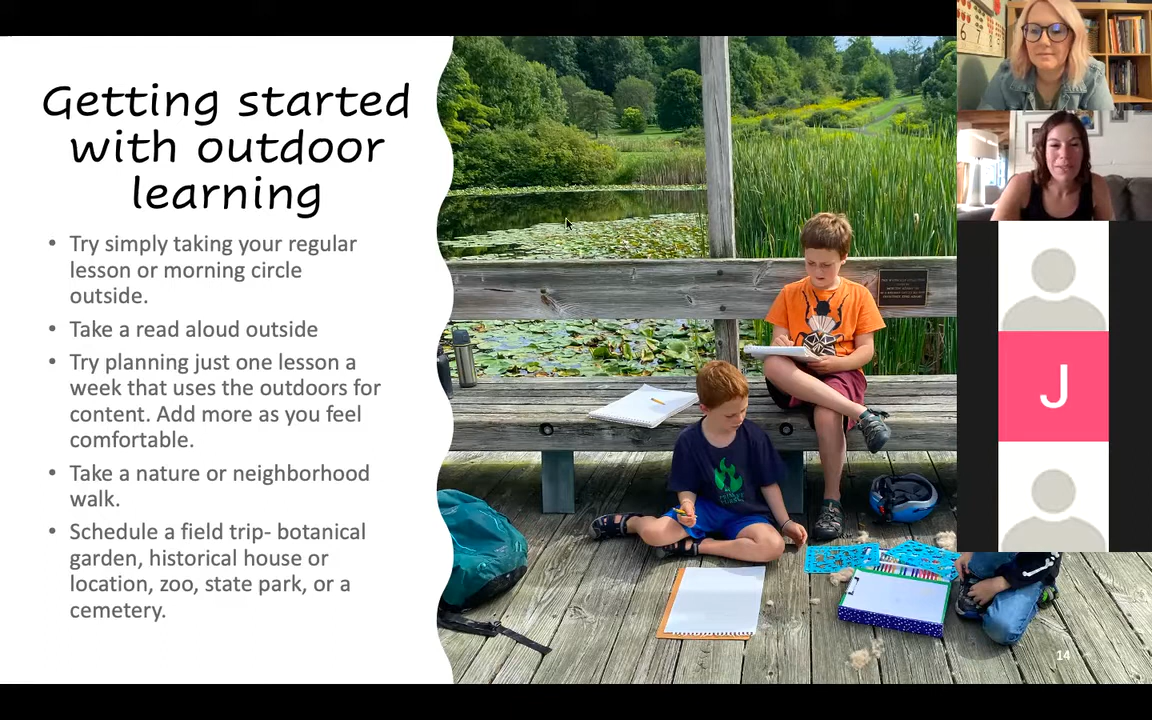 Getting started
with outdoor
learning
• Try simply taking your regular
lesson or morning circle
outside.
• Take a read aloud outside
• Try planning just one lesson a
week that uses the outdoors for
content. Add more as you feel
comfortable.
• Take a nature or neighborhood
walk.
• Schedule a field trip- botanical
garden, historical house or
location, zoo, state park, or a
cemetery.
6 7 8
J
14